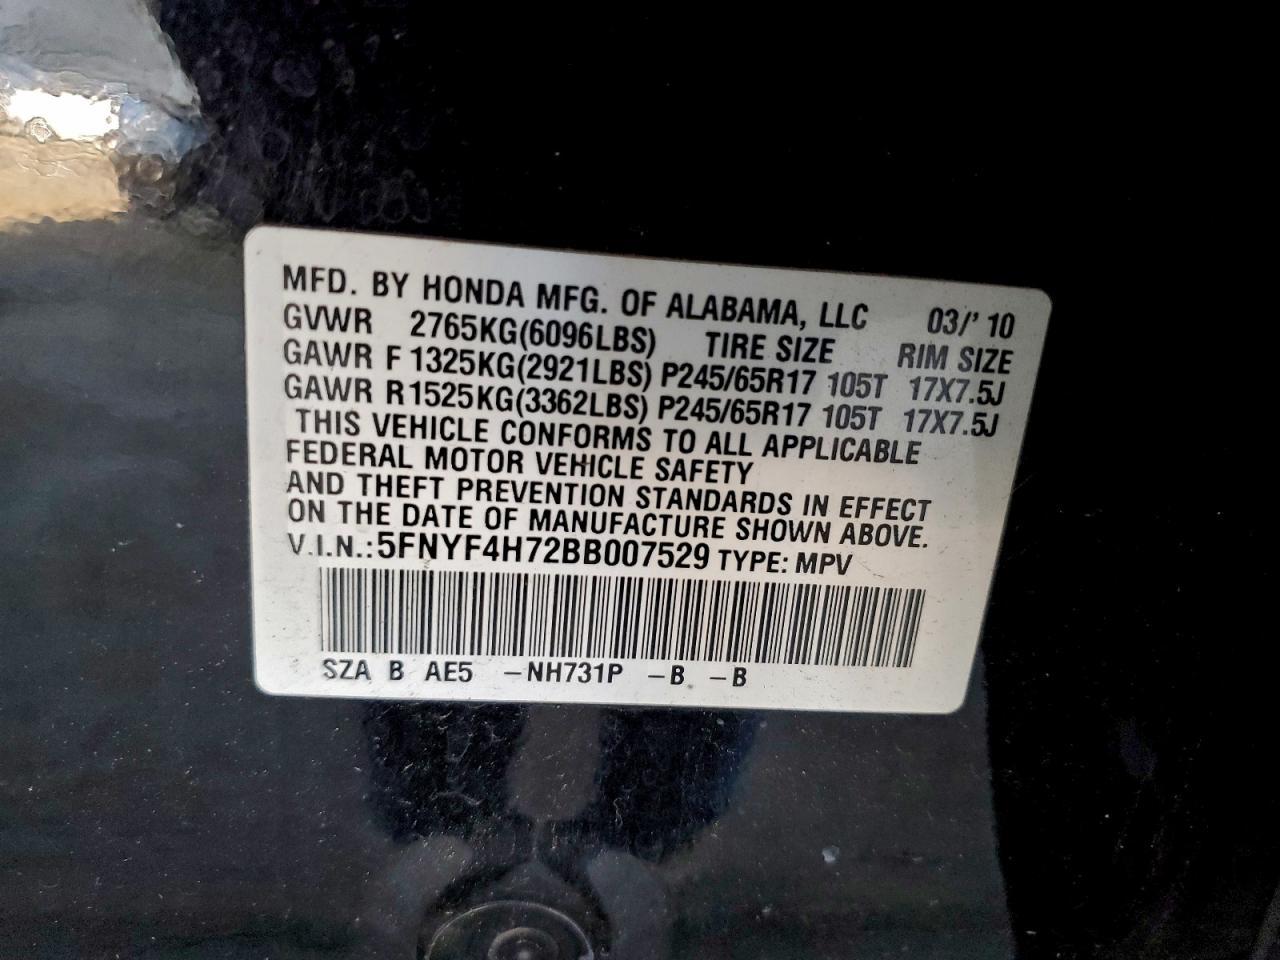 MFD. BY HONDA MFG. OF ALABAMA, LLC 03/'10
GVWR 2765KG(6096LBS) TIRE SIZE RIM SIZE
GAWR F 1325KG(2921LBS) P245/65R17 105T 17X7.5J
GAWR R1525KG(3362LBS) P245/65R17 105T 17X7.5J
THIS VEHICLE CONFORMS TO ALL APPLICABLE
FEDERAL MOTOR VEHICLE SAFETY
AND THEFT PREVENTION STANDARDS IN EFFECT
ON THE DATE OF MANUFACTURE SHOWN ABOVE.
V.I.N.:5FNYF4H72BB007529 TYPE: MPV
SZA B AE5 -NH731P -B -B